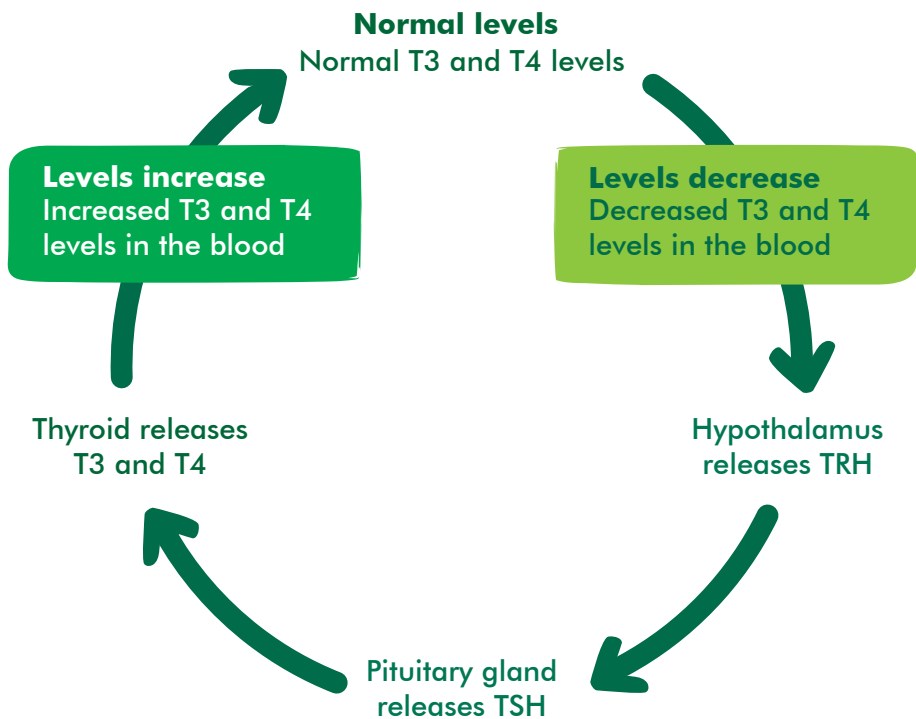 Normal levels
Normal T3 and T4 levels
Levels decrease
Decreased T3 and T4
levels in the blood
Hypothalamus
releases TRH
Pituitary gland
releases TSH
Thyroid releases
T3 and T4
Levels increase
Increased T3 and T4
levels in the blood